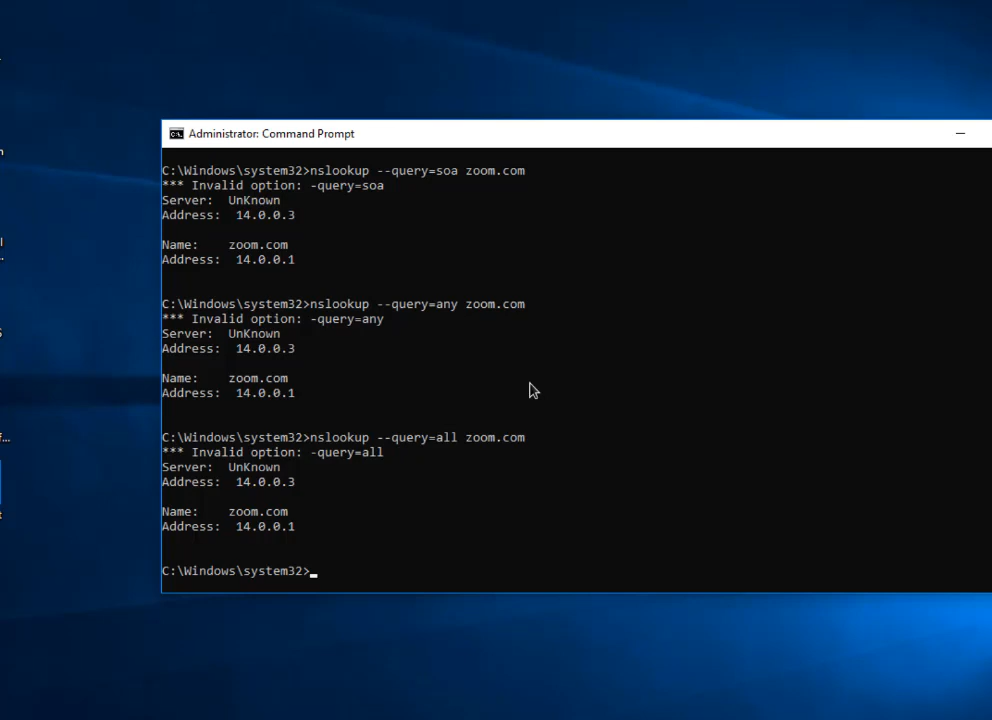 Administrator: Command Prompt
C:\Windows\system32>nslookup --query=soa zoom.com
*** Invalid option: -query=soa
Server:  UnKnown
Address:  14.0.0.3
Name:    zoom.com
Address:  14.0.0.1
C:\Windows\system32>nslookup --query=any zoom.com
*** Invalid option: -query=any
Server:  UnKnown
Address:  14.0.0.3
Name:    zoom.com
Address:  14.0.0.1
C:\Windows\system32>nslookup --query=all zoom.com
*** Invalid option: -query=all
Server:  UnKnown
Address:  14.0.0.3
Name:    zoom.com
Address:  14.0.0.1
C:\Windows\system32>